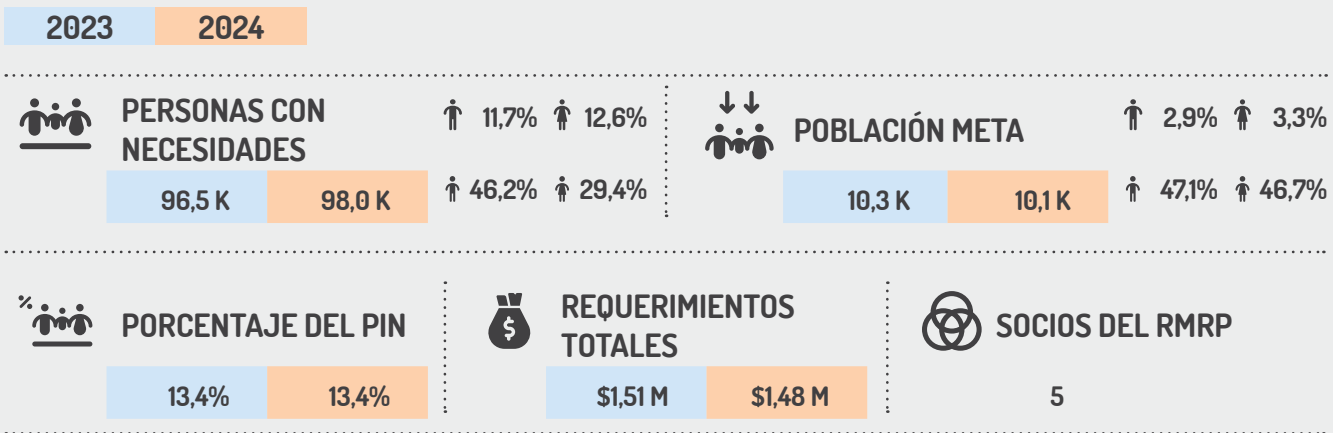 2023 2024
PERSONAS CON
NECESIDADES
96,5 K 98,0 K
11,7% 12,6%
46,2% 29,4%
POBLACIÓN META
10,3 K 10,1 K
2,9% 3,3%
47,1% 46,7%
%
PORCENTAJE DEL PIN
13,4% 13,4%
$
REQUERIMIENTOS
TOTALES
$1,51 M $1,48 M
SOCIOS DEL RMRP
5